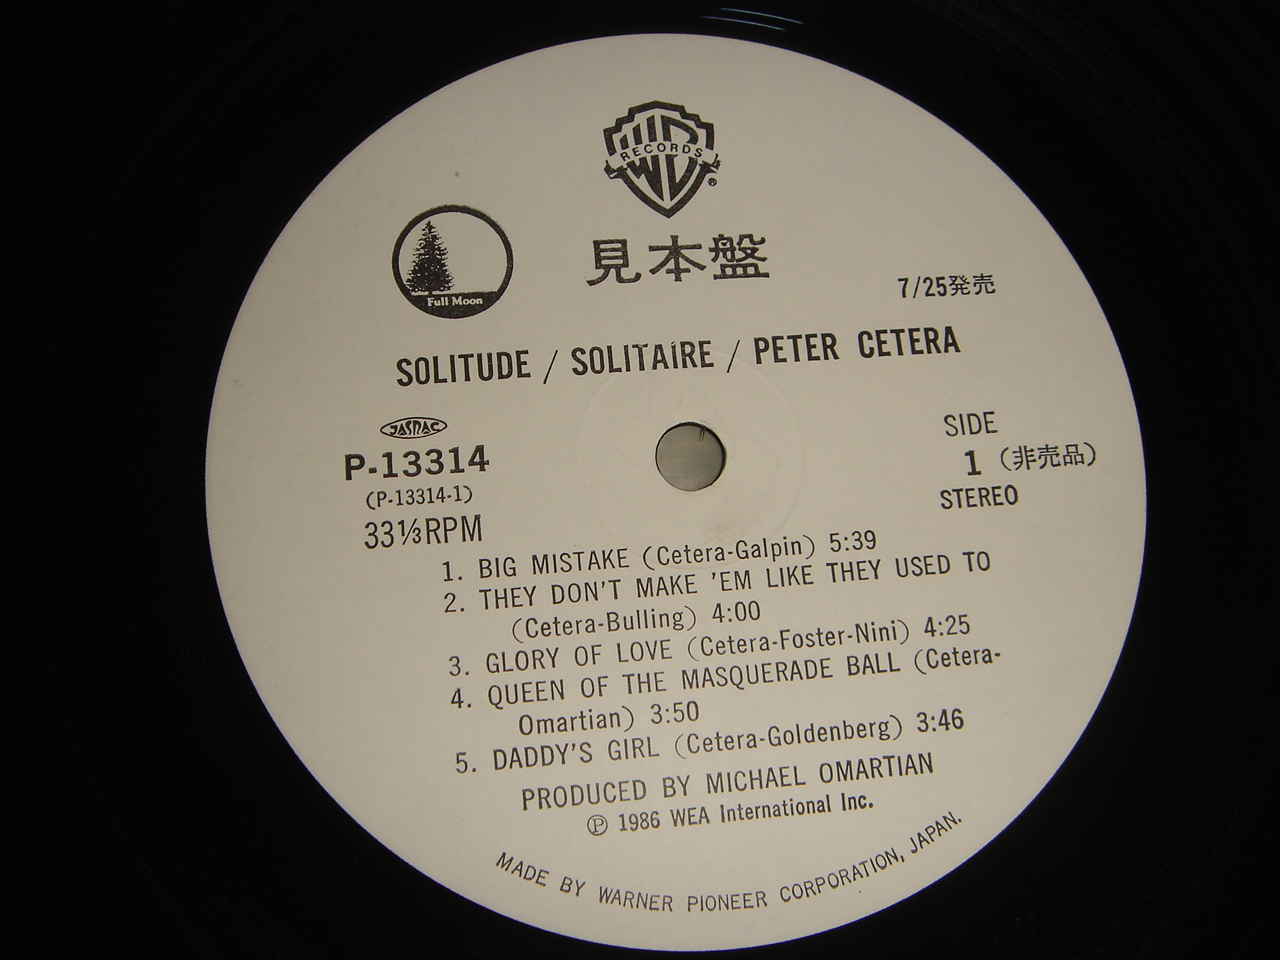 WB
RECORDS
®
Full Moon
見本盤
7/25発売
SOLITUDE / SOLITAIRE / PETER CETERA
JASRAC
P-13314
(P-13314-1)
33⅓RPM
SIDE
1 (非売品)
STEREO
1. BIG MISTAKE (Cetera-Galpin) 5:39
2. THEY DON'T MAKE 'EM LIKE THEY USED TO
(Cetera-Bulling) 4:00
3. GLORY OF LOVE (Cetera-Foster-Nini) 4:25
4. QUEEN OF THE MASQUERADE BALL (Cetera-
Omartian) 3:50
5. DADDY'S GIRL (Cetera-Goldenberg) 3:46
PRODUCED BY MICHAEL OMARTIAN
℗ 1986 WEA International Inc.
MADE BY WARNER PIONEER CORPORATION, JAPAN.